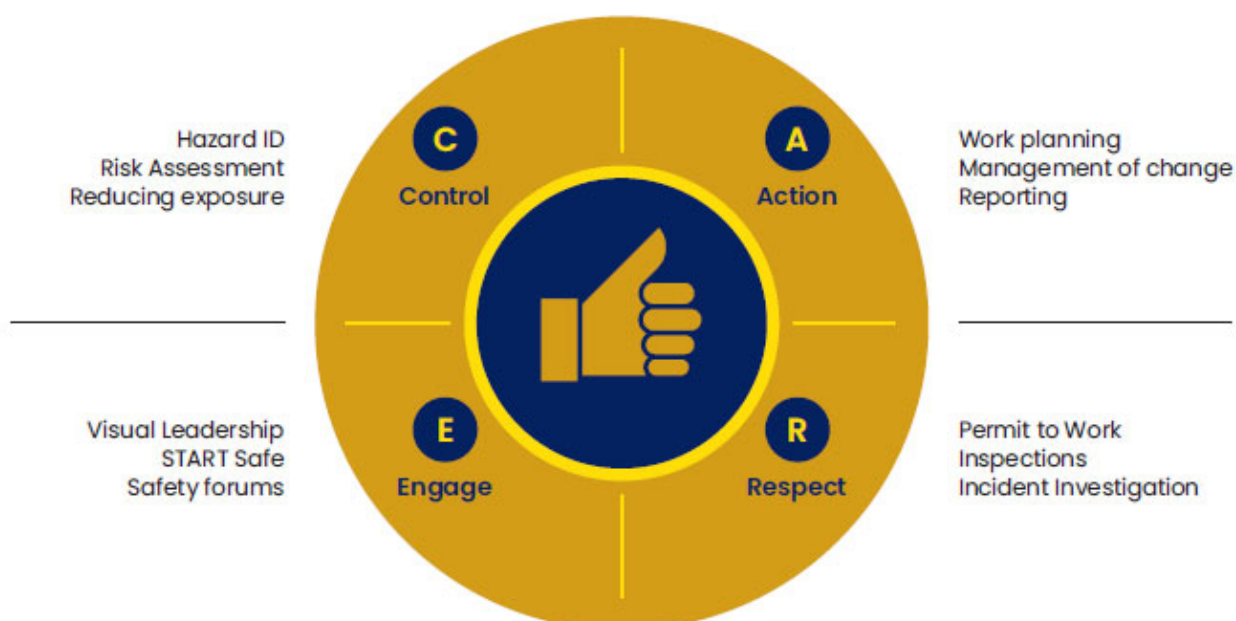 Hazard ID
Risk Assessment
Reducing exposure
C
Control
A
Action
Work planning
Management of change
Reporting
Visual Leadership
START Safe
Safety forums
E
Engage
R
Respect
Permit to Work
Inspections
Incident Investigation